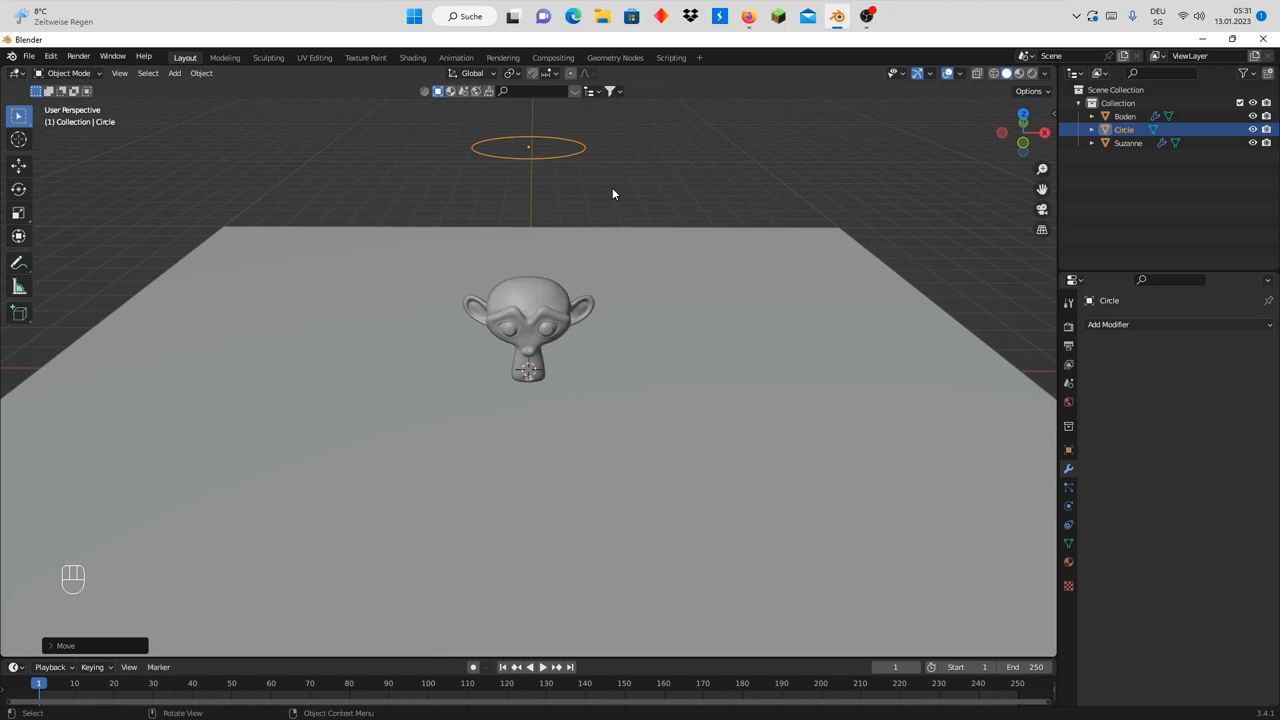 8°C
Zeitweise Regen
Suche
DEU
SG
05:31
13.01.2023
1
Blender
File Edit Render Window Help Layout Modeling Sculpting UV Editing Texture Paint Shading Animation Rendering Compositing Geometry Nodes Scripting + Scene ViewLayer
Object Mode View Select Add Object Global
Options
User Perspective
(1) Collection | Circle
Z
X
Scene Collection
Collection
Boden
Circle
Suzanne
Circle
Add Modifier
Move
Playback Keying View Marker 1 Start 1 End 250
1 10 20 30 40 50 60 70 80 90 100 110 120 130 140 150 160 170 180 190 200 210 220 230 240 250
Select Rotate View Object Context Menu 3.4.1